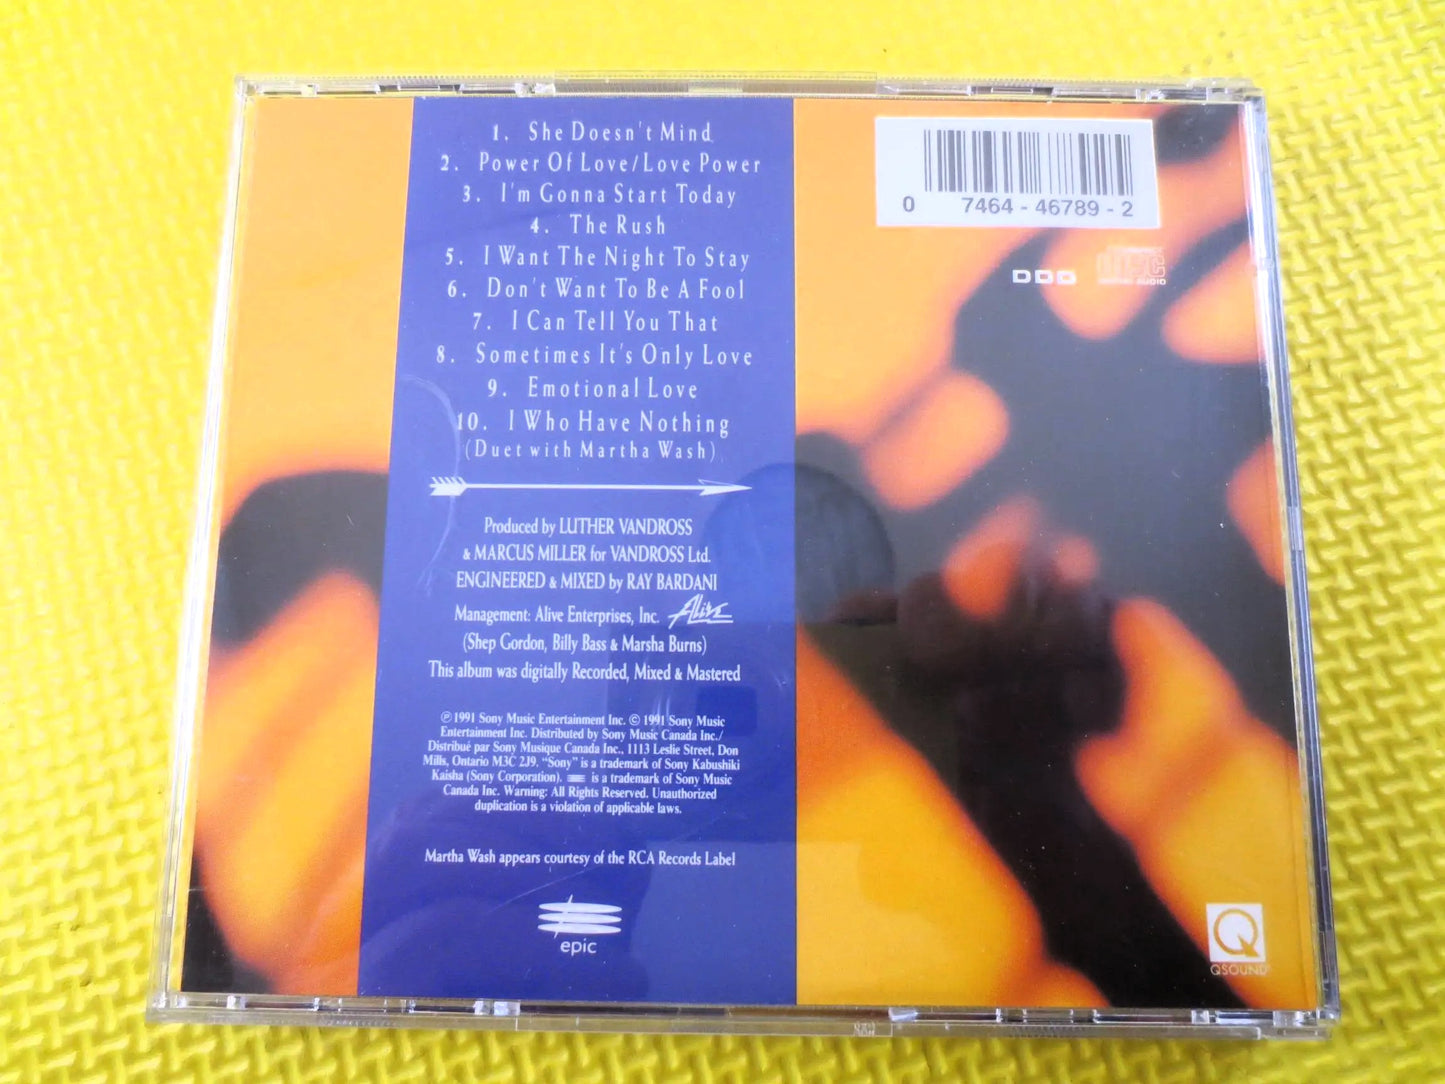 1. She Doesn't Mind
2. Power Of Love/Love Power
3. I'm Gonna Start Today
4. The Rush
5. I Want The Night To Stay
6. Don't Want To Be A Fool
7. I Can Tell You That
8. Sometimes It's Only Love
9. Emotional Love
10. I Who Have Nothing
(Duet with Martha Wash)
Produced by LUTHER VANDROSS
& MARCUS MILLER for VANDROSS Ltd.
ENGINEERED & MIXED by RAY BARDANI
Management: Alive Enterprises, Inc. Alive
(Shep Gordon, Billy Bass & Marsha Burns)
This album was digitally Recorded, Mixed & Mastered
℗ 1991 Sony Music Entertainment Inc. © 1991 Sony Music
Entertainment Inc. Distributed by Sony Music Canada Inc./
Distribué par Sony Musique Canada Inc., 1113 Leslie Street, Don
Mills, Ontario M3C 2J9. "Sony" is a trademark of Sony Kabushiki
Kaisha (Sony Corporation). is a trademark of Sony Music
Canada Inc. Warning: All Rights Reserved. Unauthorized
duplication is a violation of applicable laws.
Martha Wash appears courtesy of the RCA Records Label
epic
0 7464 - 46789 - 2
DDD
disc
DIGITAL AUDIO
Q
QSOUND